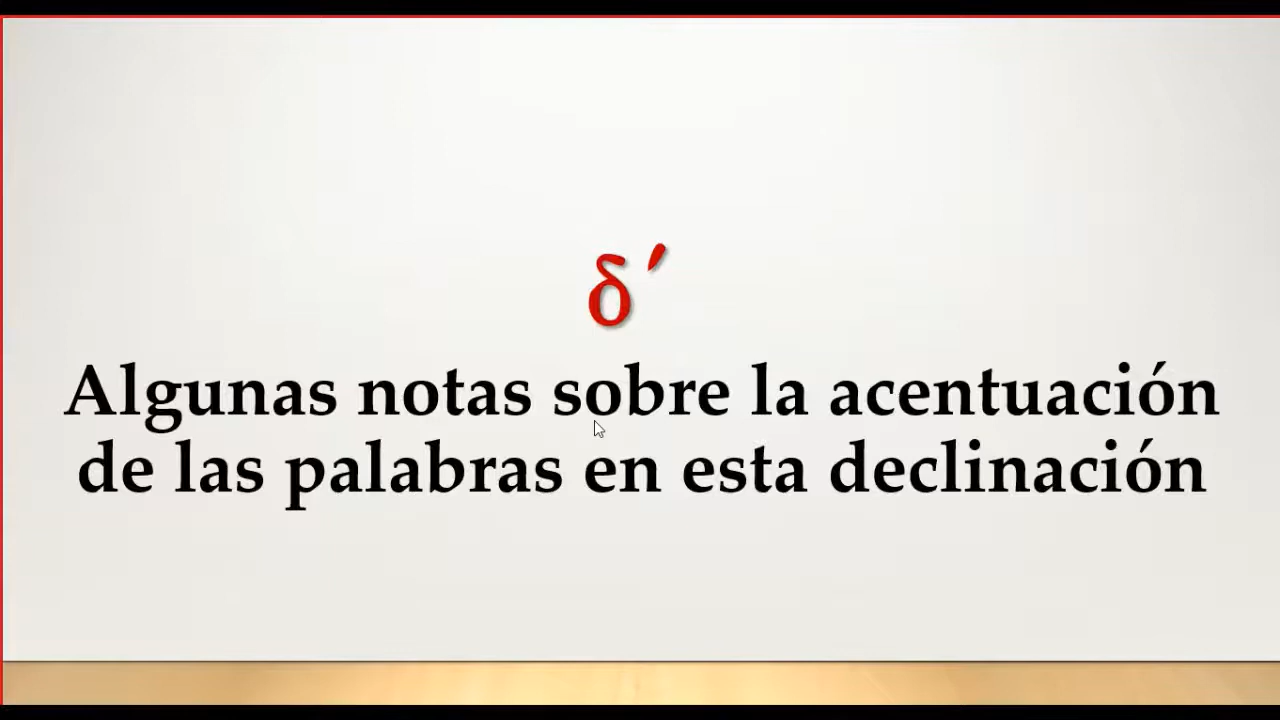 δ´
Algunas notas sobre la acentuación
de las palabras en esta declinación